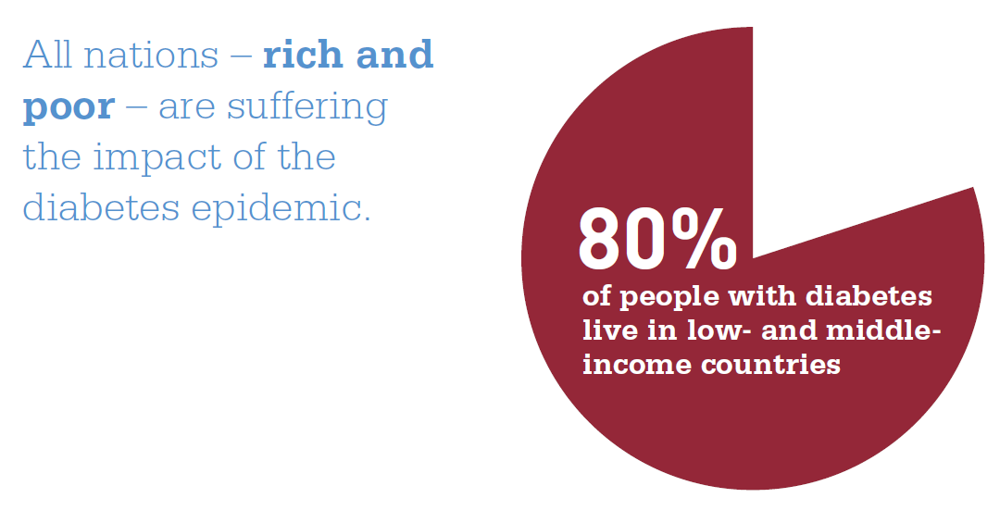 All nations – rich and
poor – are suffering
the impact of the
diabetes epidemic.
80%
of people with diabetes
live in low- and middle-
income countries